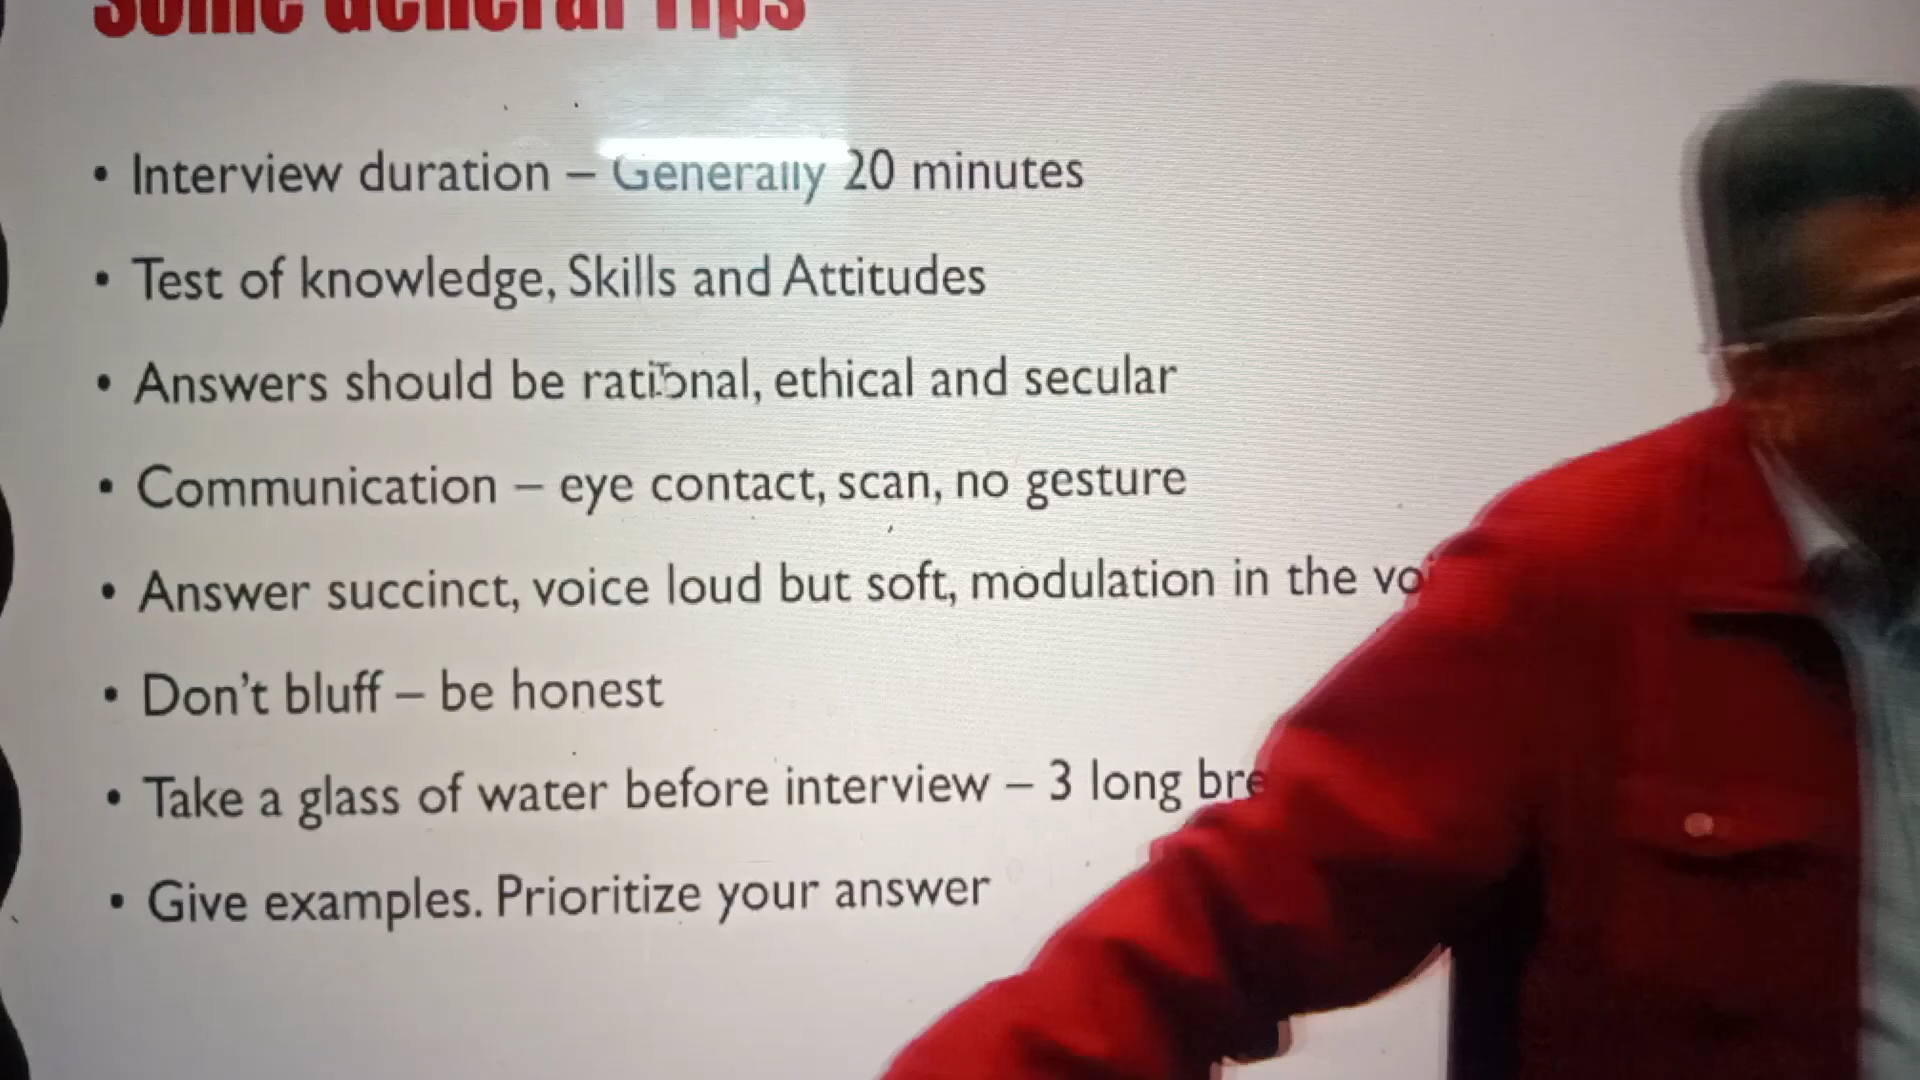 Some General Tips
• Interview duration – Generally 20 minutes
• Test of knowledge, Skills and Attitudes
• Answers should be rational, ethical and secular
• Communication – eye contact, scan, no gesture
• Answer succinct, voice loud but soft, modulation in the
• Don't bluff – be honest
• Take a glass of water before interview – 3 long
• Give examples. Prioritize your answer